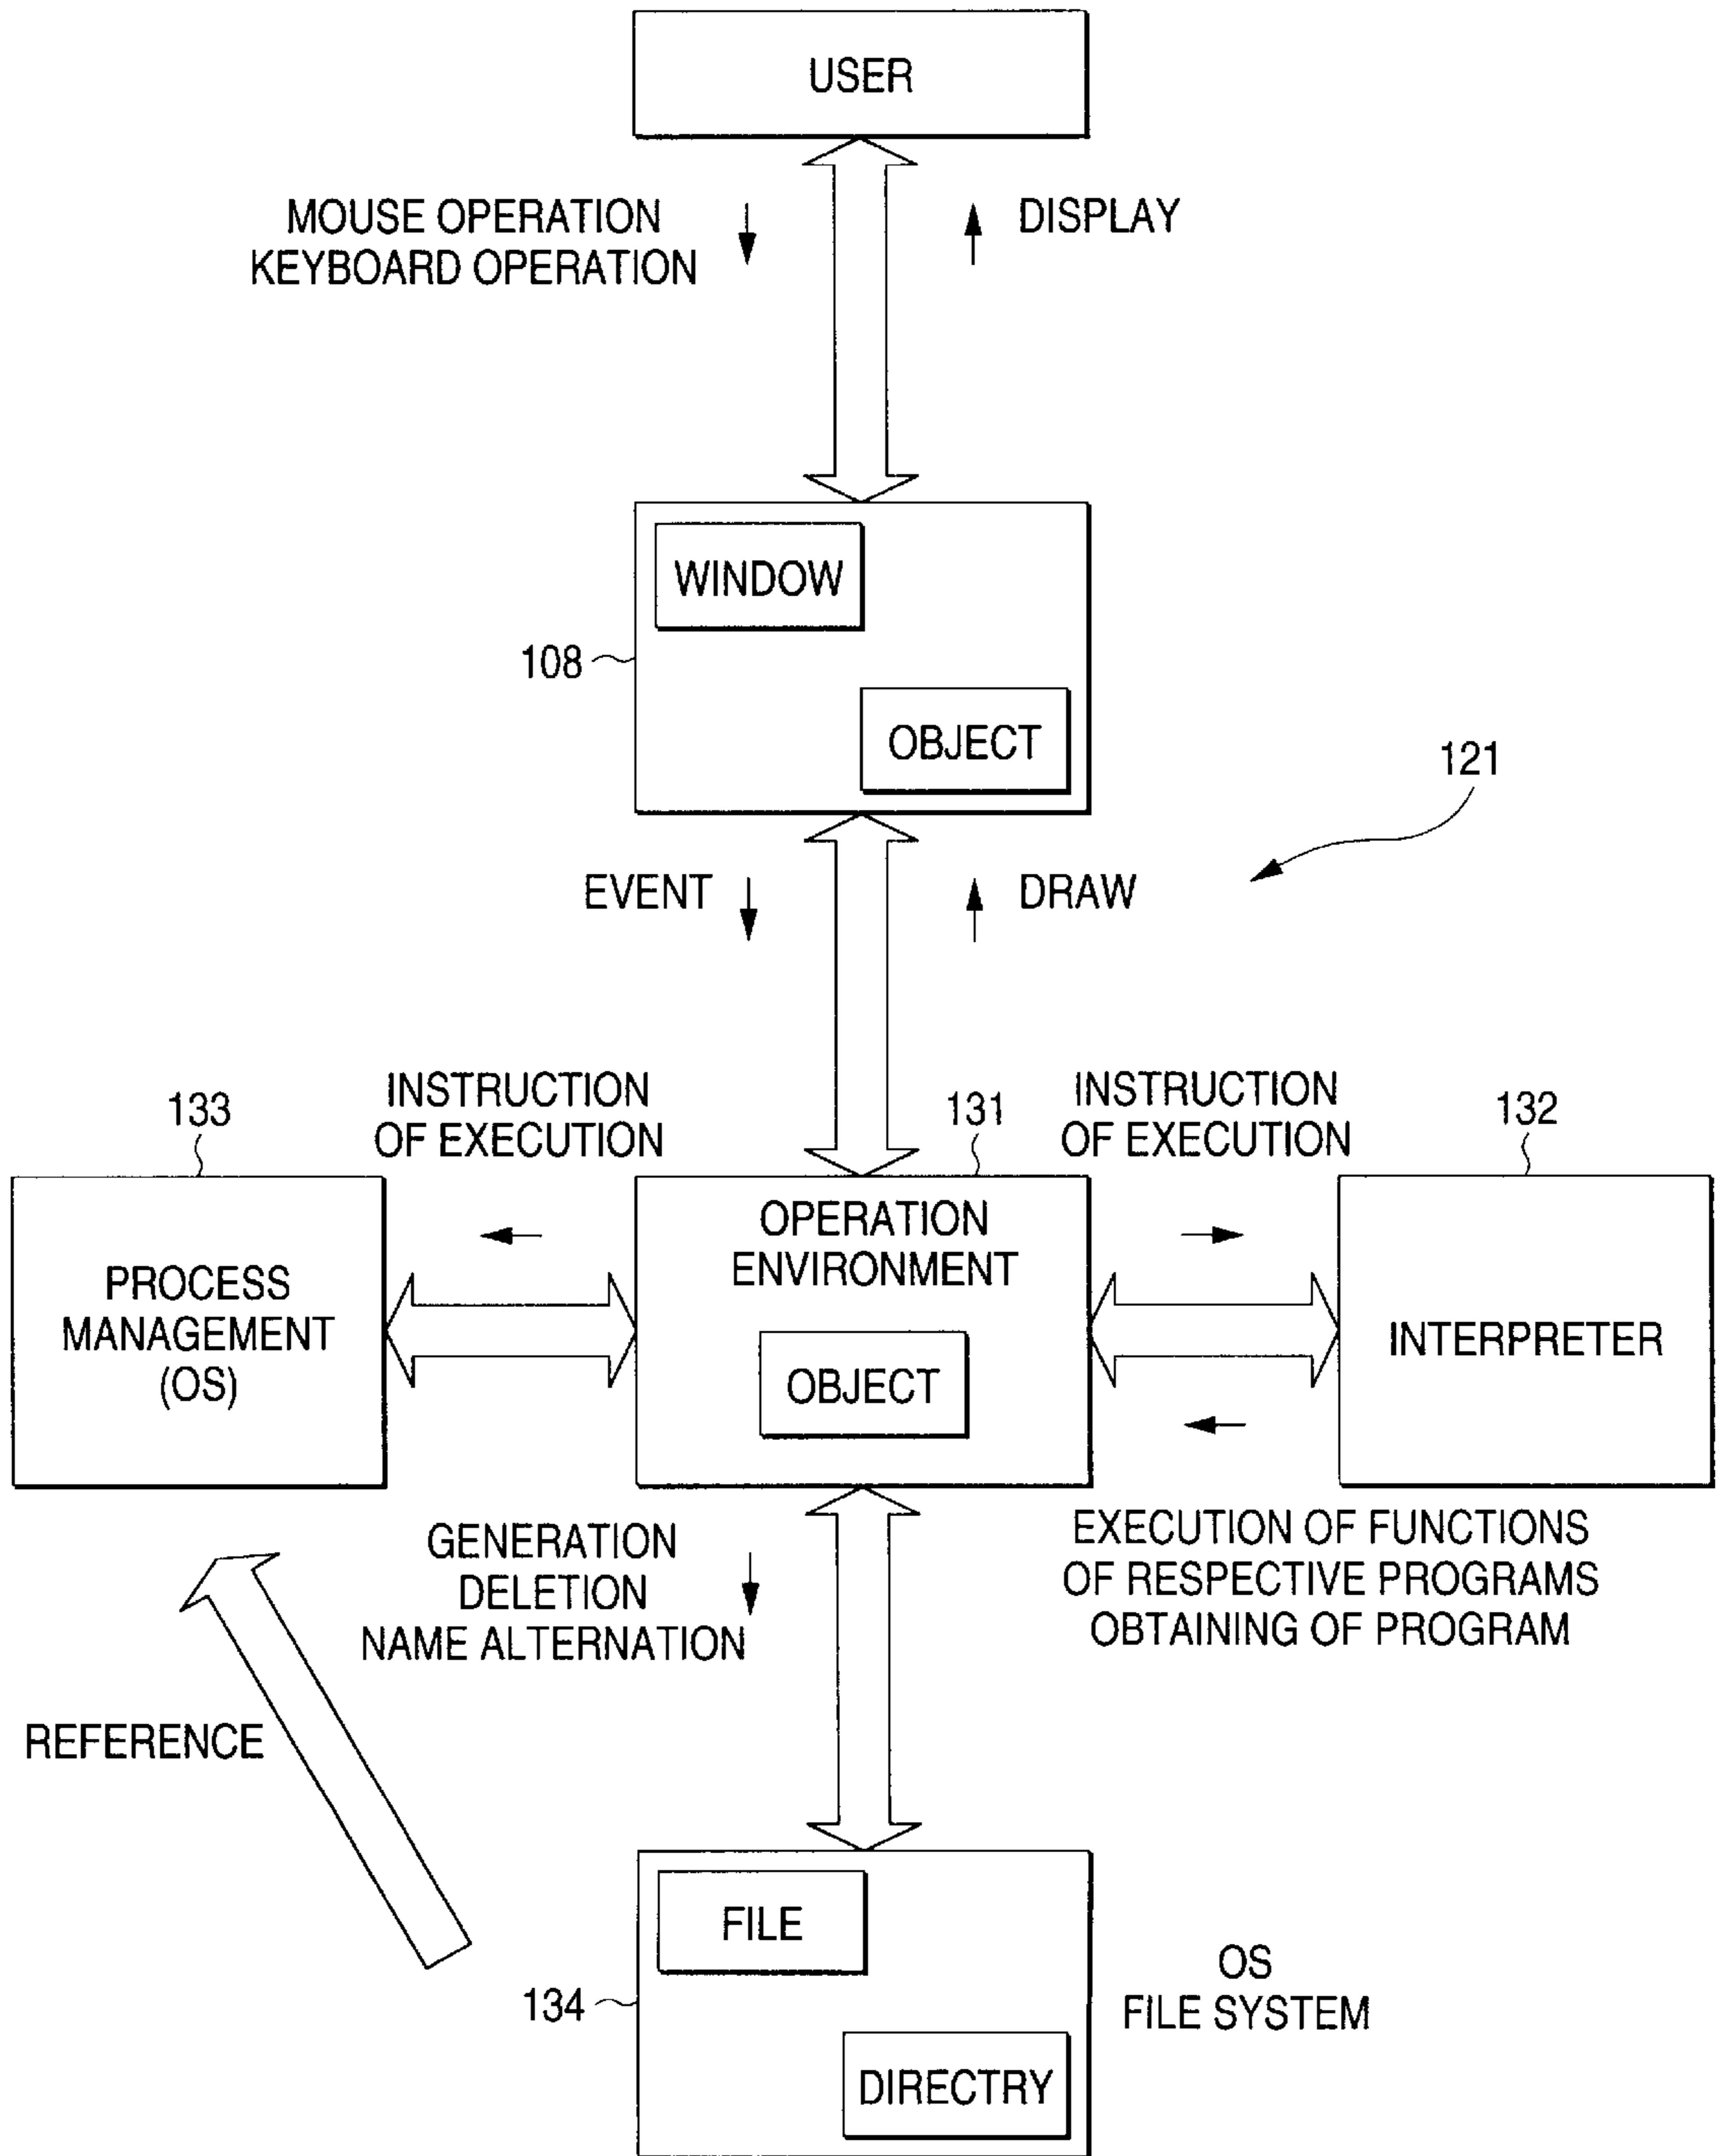 USER
MOUSE OPERATION
KEYBOARD OPERATION
DISPLAY
WINDOW
108
OBJECT
121
EVENT
DRAW
133
INSTRUCTION
OF EXECUTION
131
INSTRUCTION
OF EXECUTION
132
PROCESS
MANAGEMENT
(OS)
OPERATION
ENVIRONMENT
OBJECT
INTERPRETER
GENERATION
DELETION
NAME ALTERNATION
EXECUTION OF FUNCTIONS
OF RESPECTIVE PROGRAMS
OBTAINING OF PROGRAM
REFERENCE
FILE
134
DIRECTRY
OS
FILE SYSTEM